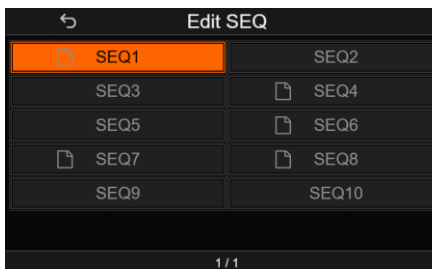 Edit SEQ
SEQ1 SEQ2
SEQ3 SEQ4
SEQ5 SEQ6
SEQ7 SEQ8
SEQ9 SEQ10
1/1